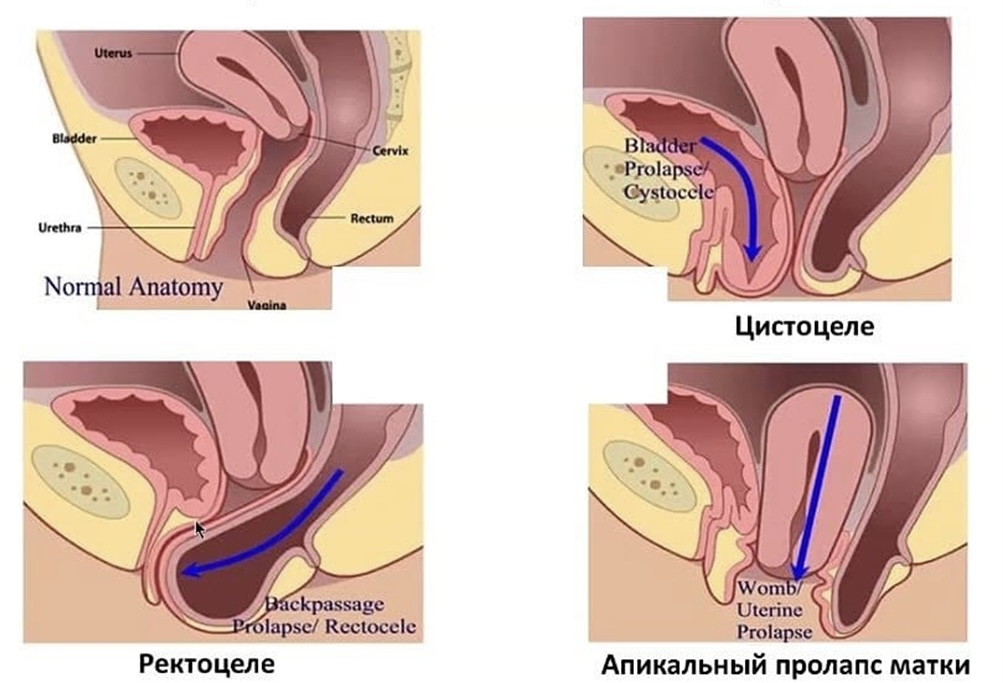 Uterus
Bladder
Cervix
Urethra
Rectum
Normal Anatomy
Vagina
Bladder
Prolapse/
Cystocele
Цистоцеле
Backpassage
Prolapse/ Rectocele
Ректоцеле
Womb/
Uterine
Prolapse
Апикальный пролапс матки